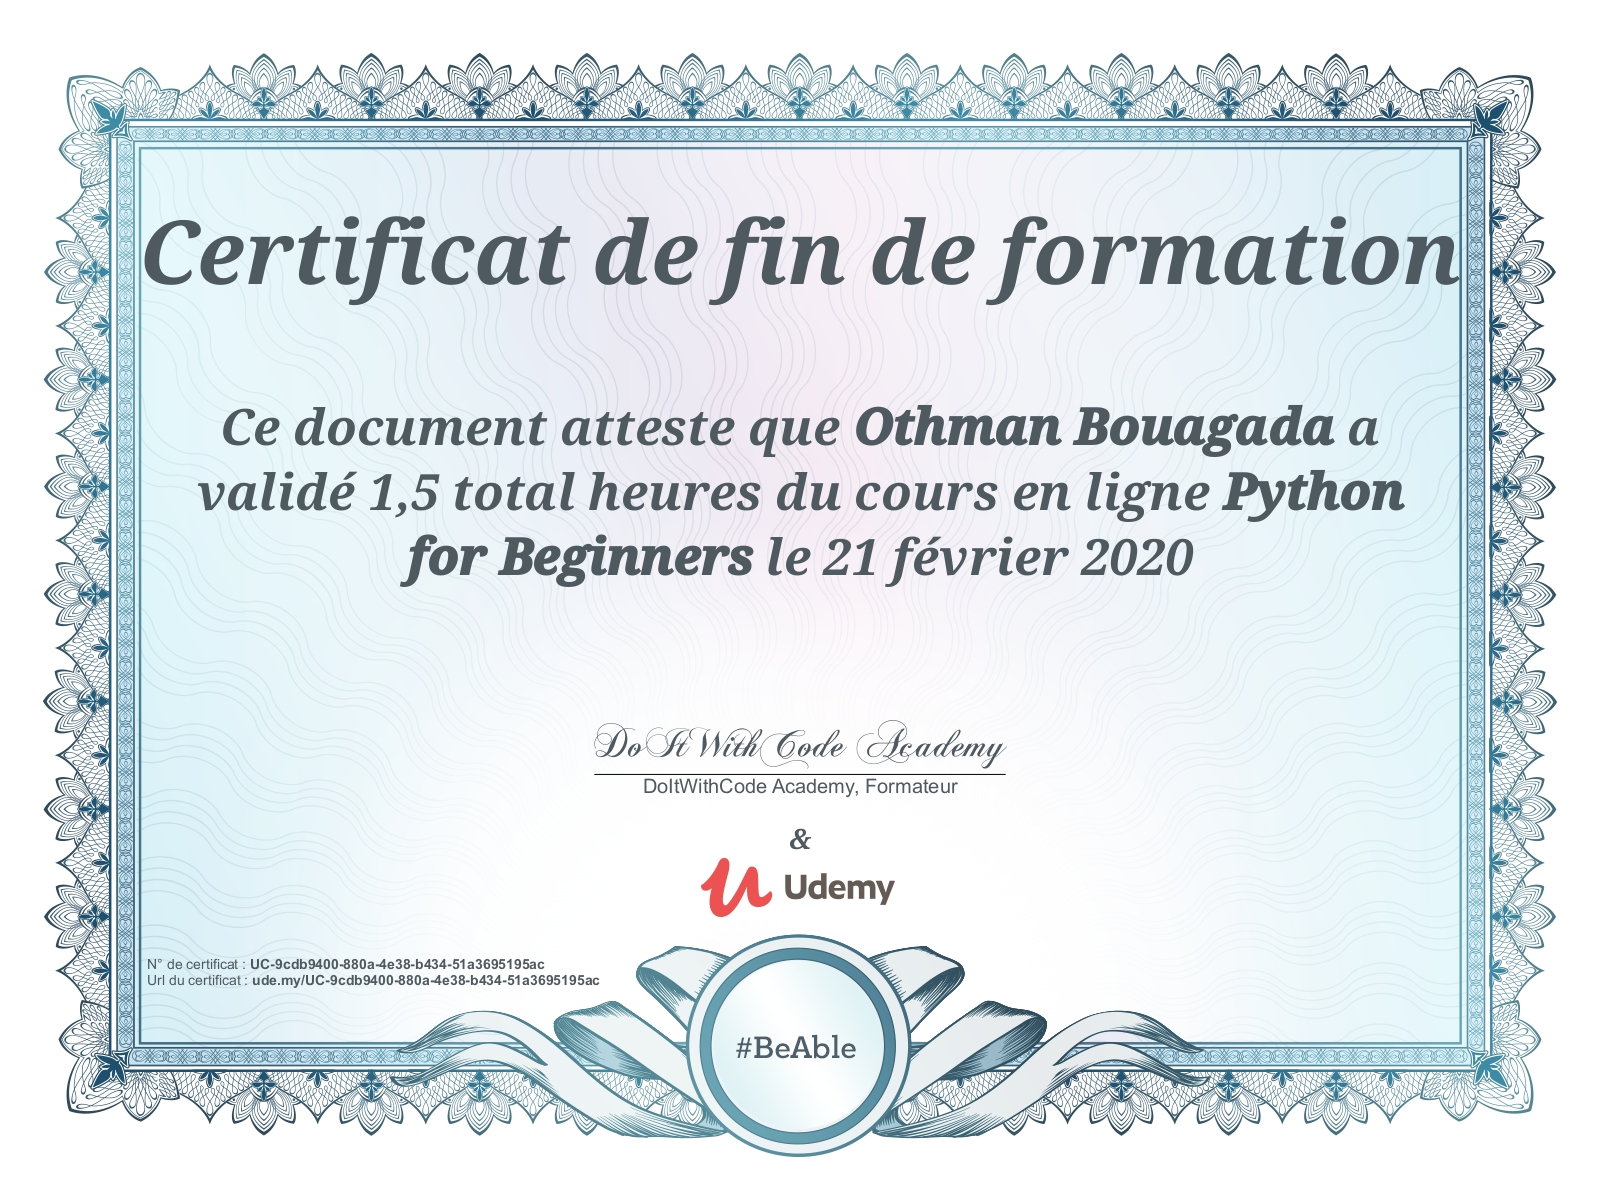 Certificat de fin de formation
Ce document atteste que Othman Bouagada a
validé 1,5 total heures du cours en ligne Python
for Beginners le 21 février 2020
DoItWithCode Academy
DoItWithCode Academy, Formateur
&
Udemy
N° de certificat : UC-9cdb9400-880a-4e38-b434-51a3695195ac
Url du certificat : ude.my/UC-9cdb9400-880a-4e38-b434-51a3695195ac
#BeAble